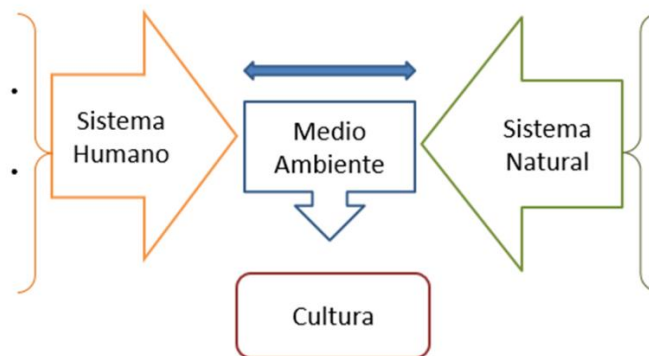 Sistema
Humano
Medio
Ambiente
Sistema
Natural
Cultura